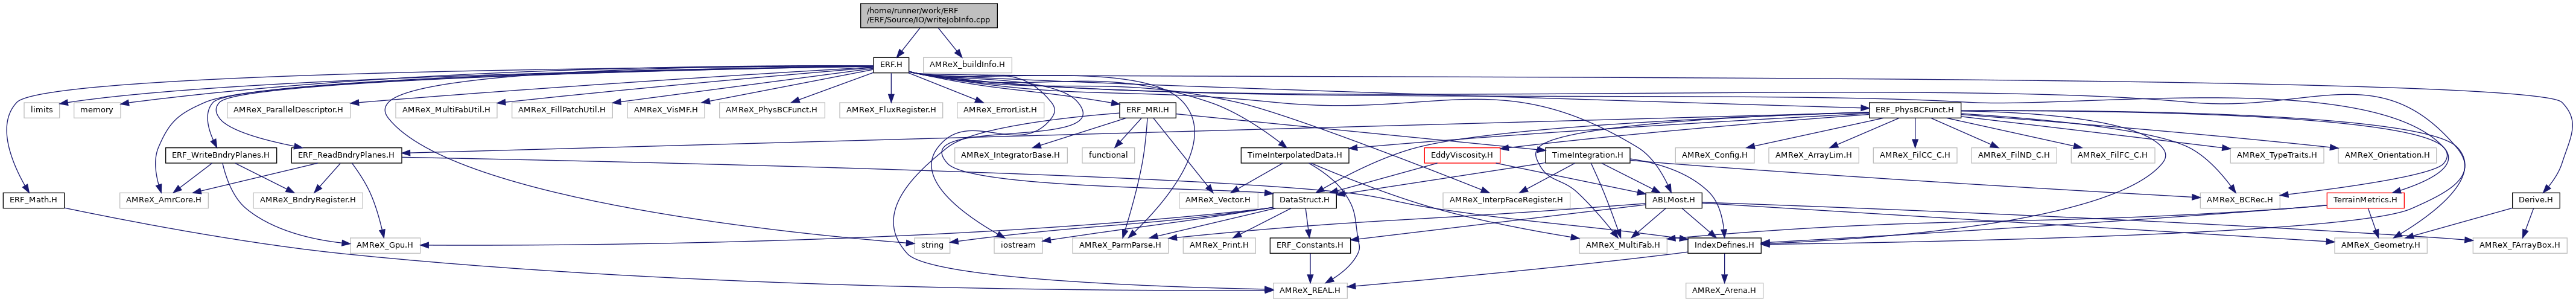 /home/runner/work/ERF
/ERF/Source/IO/writeJobInfo.cpp
ERF.H
AMReX_buildInfo.H
limits
memory
AMReX_ParallelDescriptor.H
AMReX_MultiFabUtil.H
AMReX_FillPatchUtil.H
AMReX_VisMF.H
AMReX_PhysBCFunct.H
AMReX_FluxRegister.H
AMReX_ErrorList.H
ERF_MRI.H
ERF_PhysBCFunct.H
ERF_WriteBndryPlanes.H
ERF_ReadBndryPlanes.H
AMReX_IntegratorBase.H
functional
TimeInterpolatedData.H
EddyViscosity.H
TimeIntegration.H
AMReX_Config.H
AMReX_ArrayLim.H
AMReX_FilCC_C.H
AMReX_FilND_C.H
AMReX_FilFC_C.H
AMReX_TypeTraits.H
AMReX_Orientation.H
ERF_Math.H
AMReX_AmrCore.H
AMReX_BndryRegister.H
AMReX_Vector.H
DataStruct.H
AMReX_InterpFaceRegister.H
ABLMost.H
AMReX_BCRec.H
TerrainMetrics.H
Derive.H
AMReX_Gpu.H
string
iostream
AMReX_ParmParse.H
AMReX_Print.H
ERF_Constants.H
AMReX_MultiFab.H
IndexDefines.H
AMReX_Geometry.H
AMReX_FArrayBox.H
AMReX_REAL.H
AMReX_Arena.H